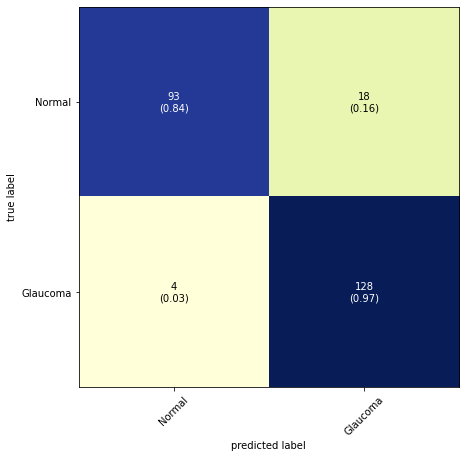 93
(0.84)
18
(0.16)
Normal
true label
4
(0.03)
128
(0.97)
Glaucoma
Normal
Glaucoma
predicted label